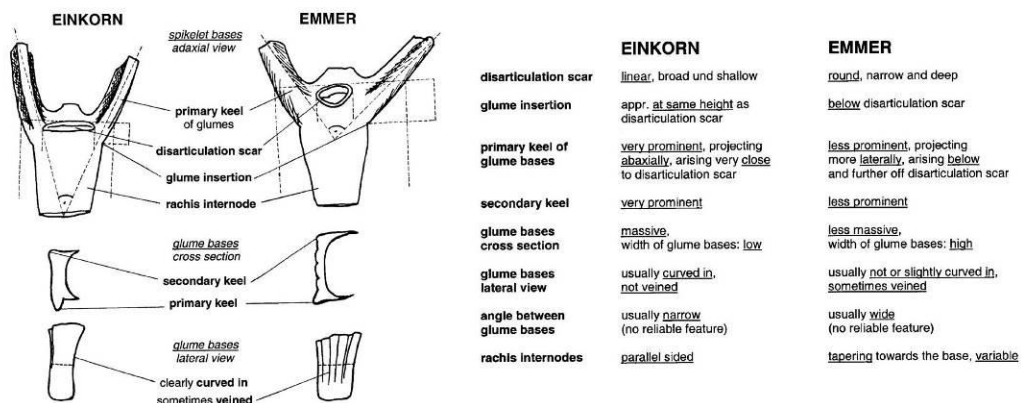 EINKORN
EMMER
spikelet bases
adaxial view
primary keel
of glumes
disarticulation scar
glume insertion
rachis internode
glume bases
cross section
secondary keel
primary keel
glume bases
lateral view
clearly curved in
sometimes veined
EINKORN EMMER
disarticulation scar linear, broad und shallow round, narrow and deep
glume insertion appr. at same height as below disarticulation scar
disarticulation scar
primary keel of very prominent, projecting less prominent, projecting
glume bases abaxially, arising very close more laterally, arising below
to disarticulation scar and further off disarticulation scar
secondary keel very prominent less prominent
glume bases massive, less massive,
cross section width of glume bases: low width of glume bases: high
glume bases usually curved in, usually not or slightly curved in,
lateral view not veined sometimes veined
angle between usually narrow usually wide
glume bases (no reliable feature) (no reliable feature)
rachis internodes parallel sided tapering towards the base, variable